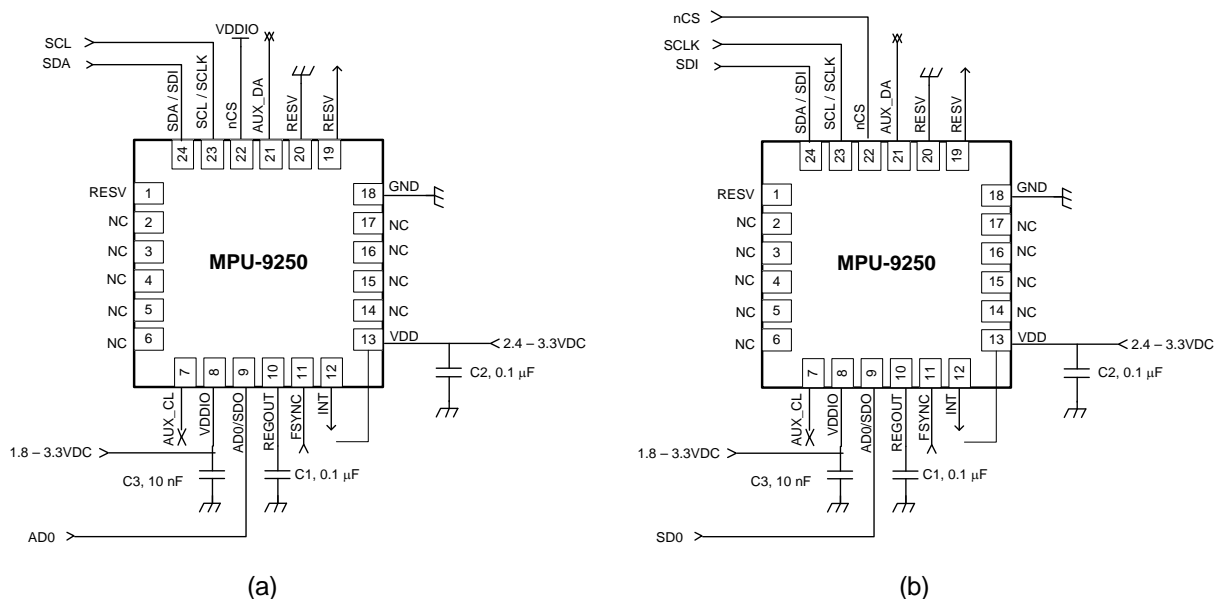 SCL
SDA
VDDIO
SDA / SDI
SCL / SCLK
nCS
AUX_DA
RESV
RESV
24
23
22
21
20
19
RESV
1
NC
2
NC
3
NC
4
NC
5
NC
6
MPU-9250
18
GND
17
NC
16
NC
15
NC
14
NC
13
VDD
2.4 – 3.3VDC
C2, 0.1 μF
7
8
9
10
11
12
AUX_CL
VDDIO
AD0/SDO
REGOUT
FSYNC
INT
1.8 – 3.3VDC
C3, 10 nF
C1, 0.1 μF
AD0
(a)
nCS
SCLK
SDI
SDA / SDI
SCL / SCLK
nCS
AUX_DA
RESV
RESV
24
23
22
21
20
19
RESV
1
NC
2
NC
3
NC
4
NC
5
NC
6
MPU-9250
18
GND
17
NC
16
NC
15
NC
14
NC
13
VDD
2.4 – 3.3VDC
C2, 0.1 μF
7
8
9
10
11
12
AUX_CL
VDDIO
AD0/SDO
REGOUT
FSYNC
INT
1.8 – 3.3VDC
C3, 10 nF
C1, 0.1 μF
SD0
(b)